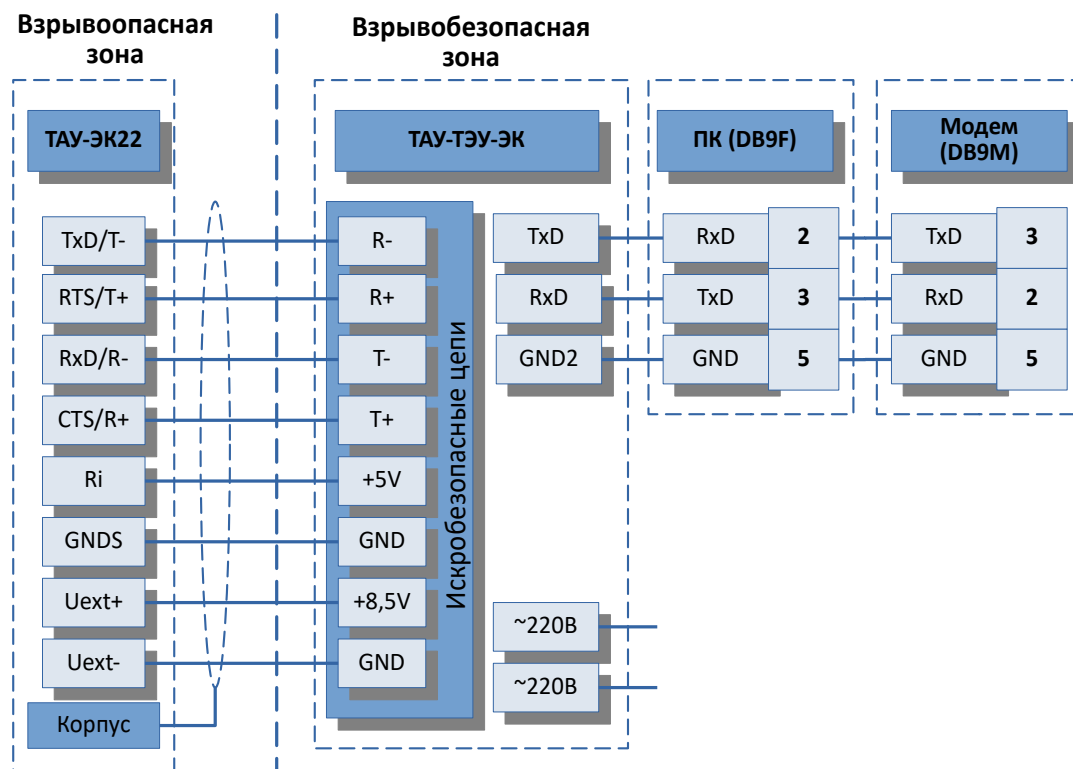 Взрывоопасная
зона
Взрывобезопасная
зона
ТАУ-ЭК22
ТАУ-ТЭУ-ЭК
ПК (DB9F)
Модем
(DB9M)
TxD/T-
R-
TxD
RxD
2
TxD
3
RTS/T+
R+
RxD
TxD
3
RxD
2
RxD/R-
T-
GND2
GND
5
GND
5
CTS/R+
T+
Ri
+5V
GNDS
GND
Uext+
+8,5V
Uext-
GND
Искробезопасные цепи
~220В
~220В
Корпус